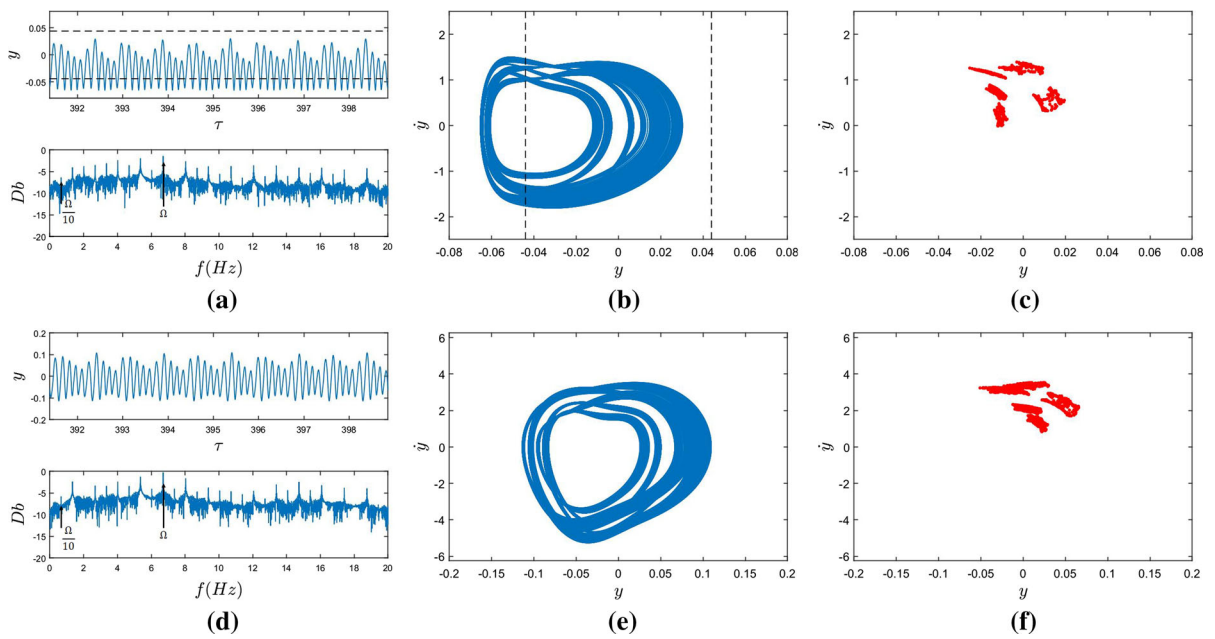 0.05
0
-0.05
y
392 393 394 395 396 397 398
τ
0
-5
-10
-15
-20
Db
Ω/10
Ω
0 2 4 6 8 10 12 14 16 18 20
f(Hz)
(a)
2
1
0
-1
-2
ẏ
-0.08 -0.06 -0.04 -0.02 0 0.02 0.04 0.06 0.08
y
(b)
2
1
0
-1
-2
ẏ
-0.08 -0.06 -0.04 -0.02 0 0.02 0.04 0.06 0.08
y
(c)
0.2
0.1
0
-0.1
-0.2
y
392 393 394 395 396 397 398
τ
0
-5
-10
-15
-20
Db
Ω/10
Ω
0 2 4 6 8 10 12 14 16 18 20
f(Hz)
(d)
6
4
2
0
-2
-4
-6
ẏ
-0.2 -0.15 -0.1 -0.05 0 0.05 0.1 0.15 0.2
y
(e)
6
4
2
0
-2
-4
-6
ẏ
-0.2 -0.15 -0.1 -0.05 0 0.05 0.1 0.15 0.2
y
(f)